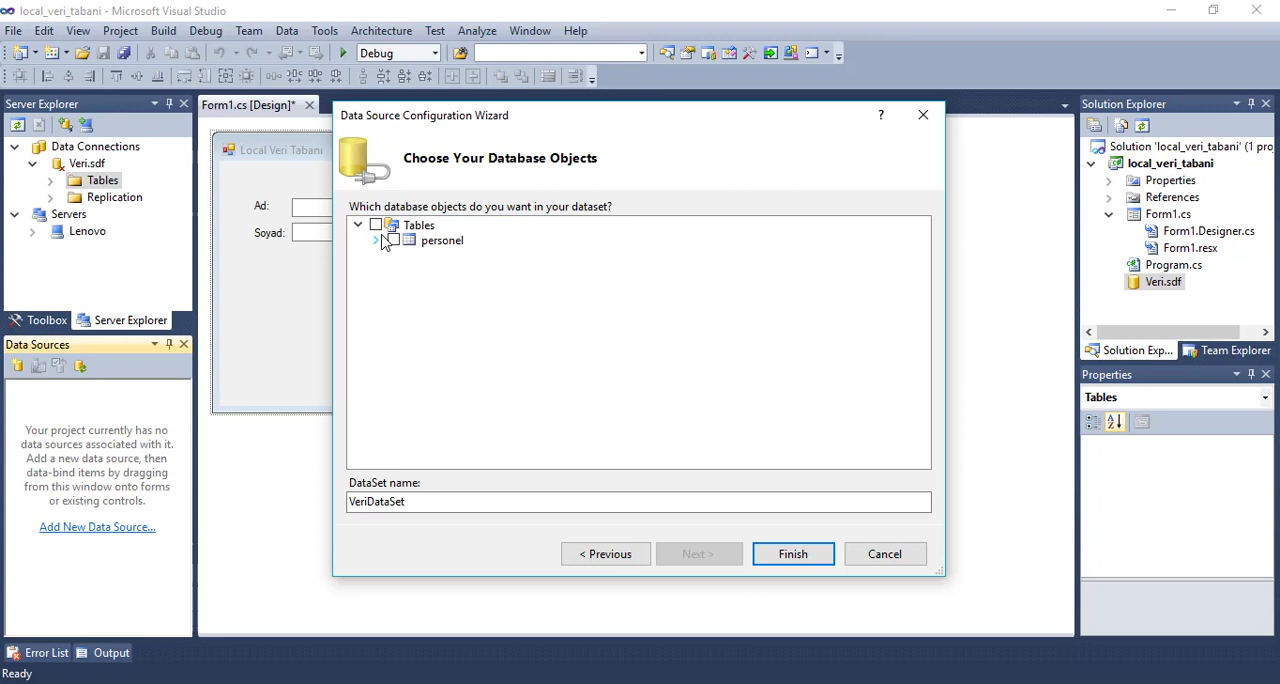 local_veri_tabani - Microsoft Visual Studio
File Edit View Project Build Debug Team Data Tools Architecture Test Analyze Window Help
Debug
Server Explorer
Data Connections
Veri.sdf
Tables
Replication
Servers
Lenovo
Toolbox Server Explorer
Data Sources
Your project currently has no
data sources associated with it.
Add a new data source, then
data-bind items by dragging
from this window onto forms
or existing controls.
Add New Data Source...
Form1.cs [Design]*
Local Veri Tabani
Ad:
Soyad:
Data Source Configuration Wizard
?
Choose Your Database Objects
Which database objects do you want in your dataset?
Tables
personel
DataSet name:
VeriDataSet
< Previous Next > Finish Cancel
Solution Explorer
Solution 'local_veri_tabani' (1 proj
local_veri_tabani
Properties
References
Form1.cs
Form1.Designer.cs
Form1.resx
Program.cs
Veri.sdf
Solution Exp... Team Explorer
Properties
Tables
Error List Output
Ready